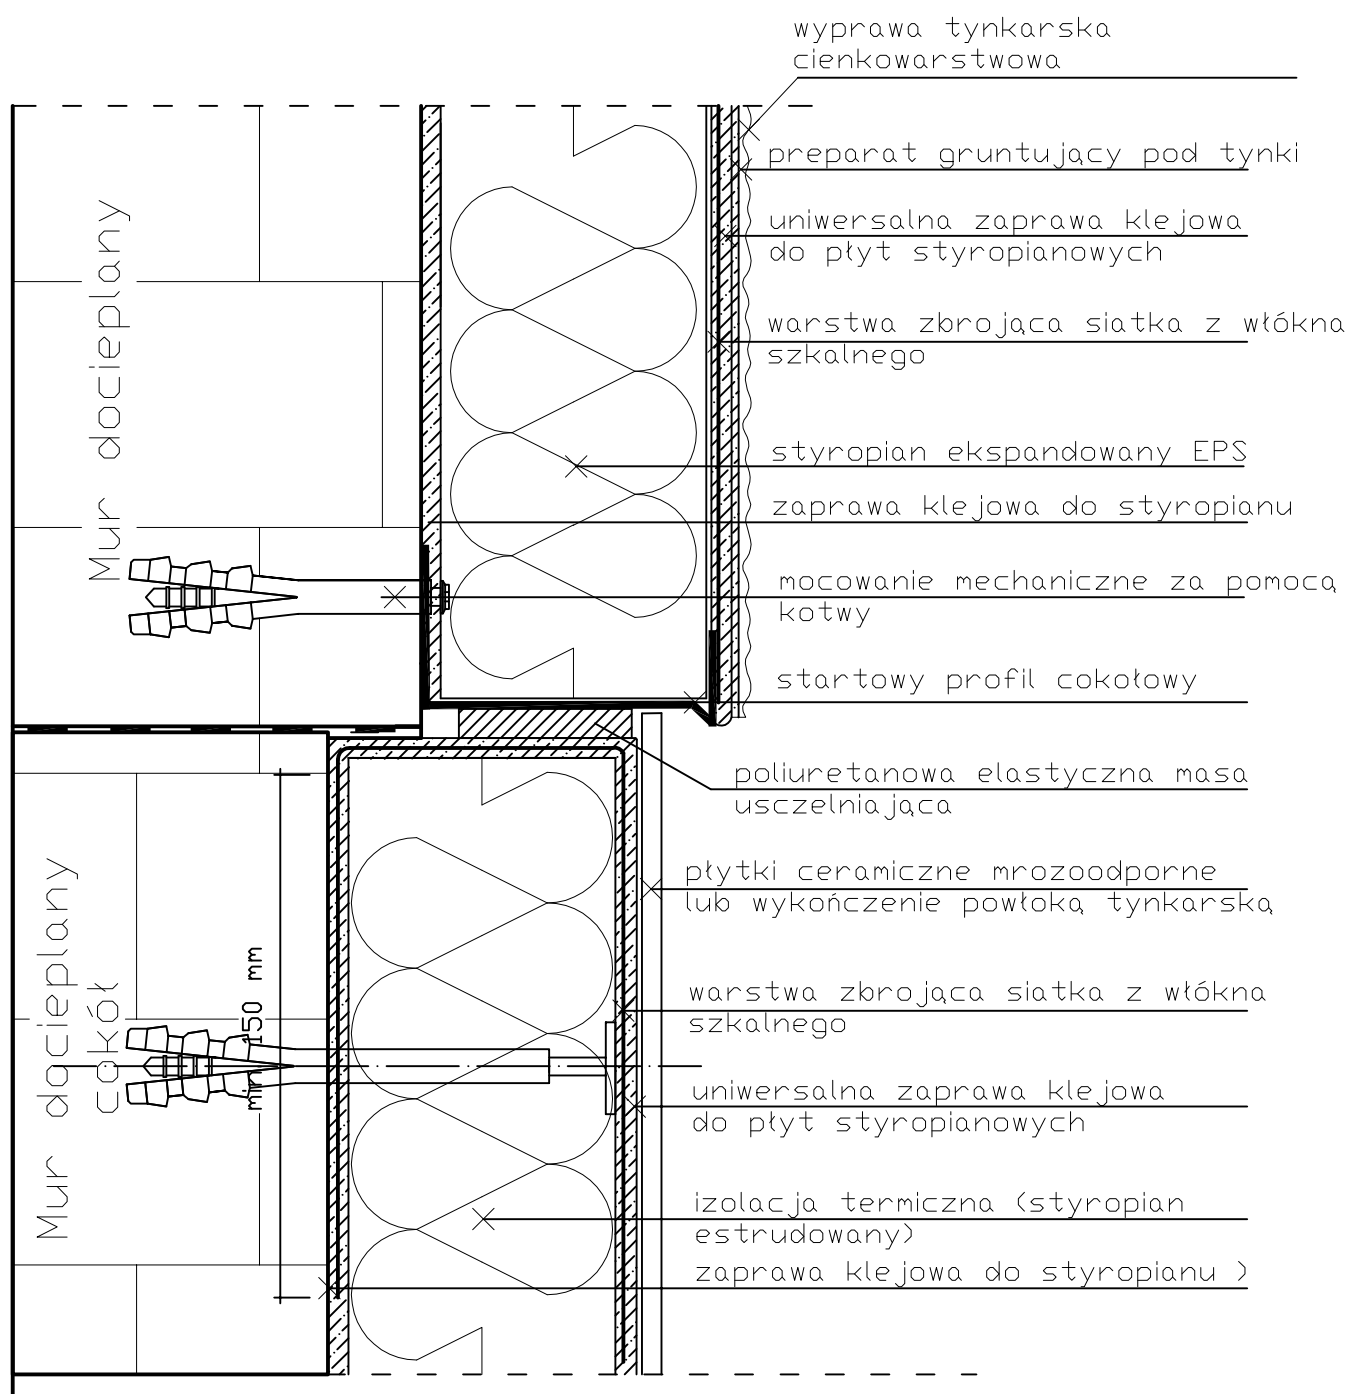 wyprawa tynkarska
cienkowarstwowa
preparat gruntujący pod tynki
uniwersalna zaprawa klejowa
do płyt styropianowych
warstwa zbrojąca siatka z włókna
szkalnego
styropian ekspandowany EPS
zaprawa klejowa do styropianu
mocowanie mechaniczne za pomocą
kotwy
startowy profil cokołowy
poliuretanowa elastyczna masa
usczelniająca
płytki ceramiczne mrozoodporne
lub wykończenie powłoką tynkarską
warstwa zbrojąca siatka z włókna
szkalnego
uniwersalna zaprawa klejowa
do płyt styropianowych
izolacja termiczna (styropian
estrudowany)
zaprawa klejowa do styropianu )
Mur docieplany
Mur docieplany
cokół
min 150 mm